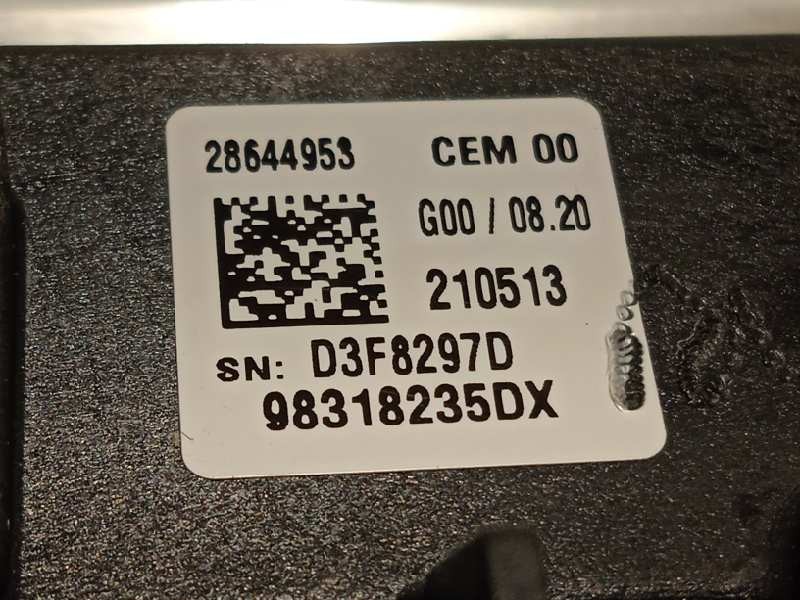 28644953 CEM 00
G00 / 08.20
210513
SN: D3F8297D
98318235DX